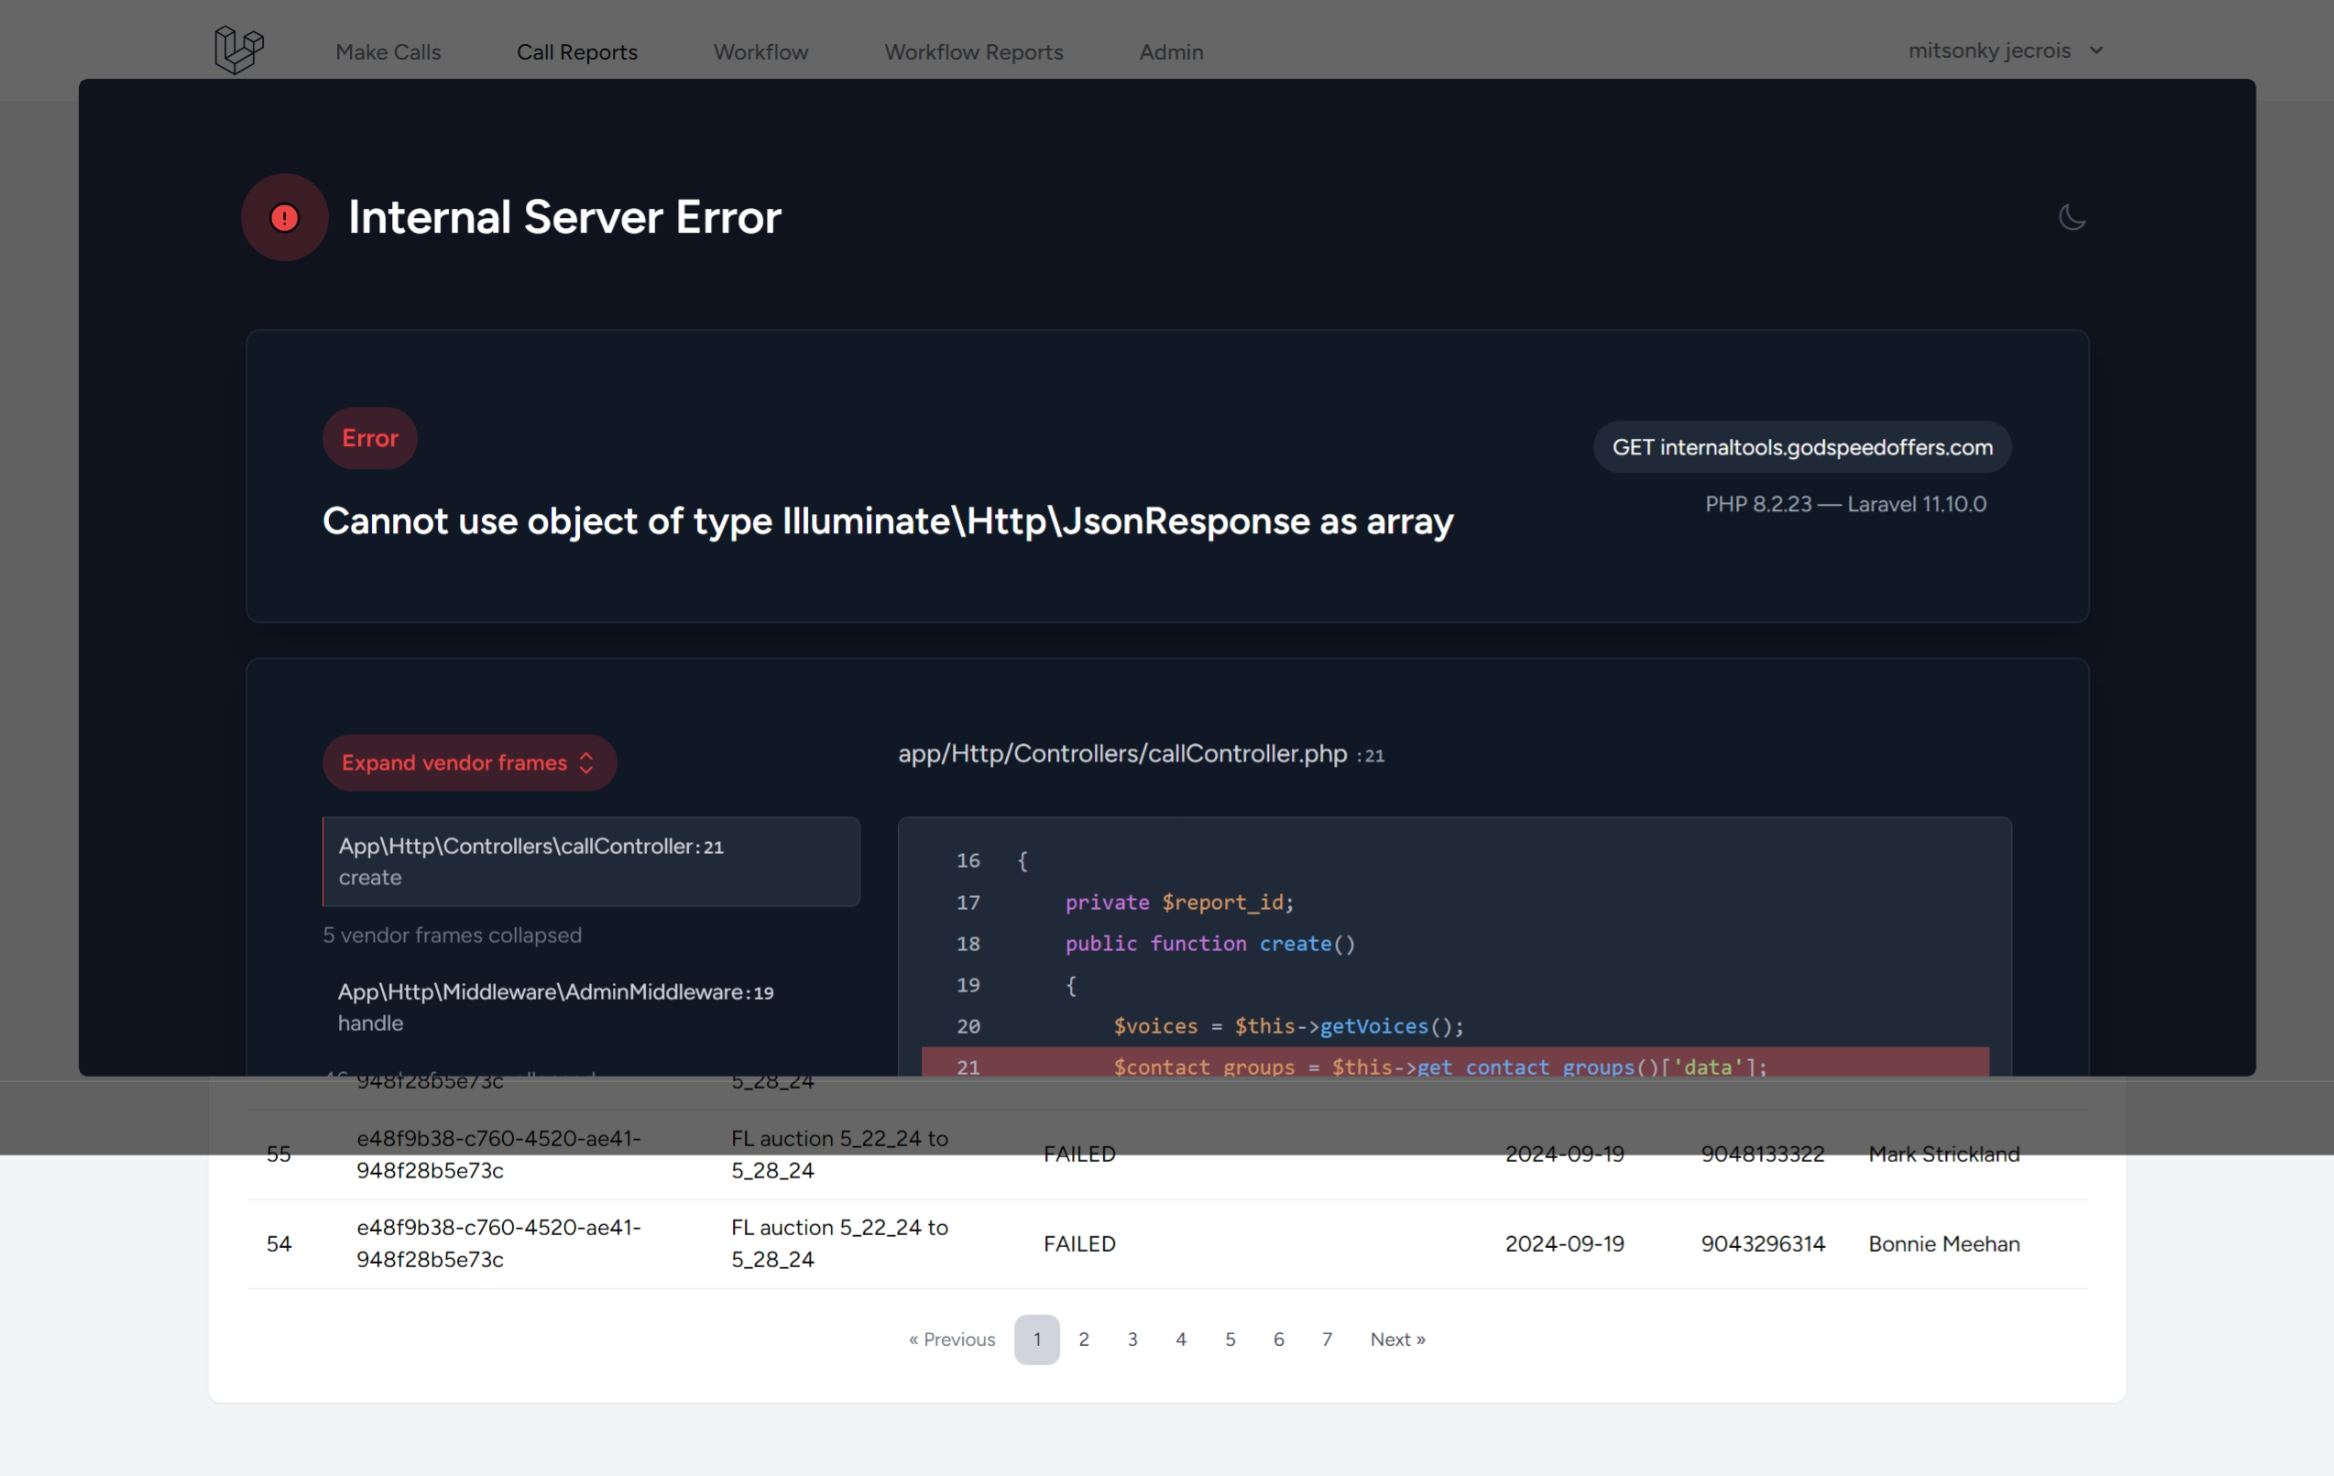 Make Calls
Call Reports
Workflow
Workflow Reports
Admin
mitsonky jecrois
Internal Server Error
Error
GET internaltools.godspeedoffers.com
PHP 8.2.23 — Laravel 11.10.0
Cannot use object of type Illuminate\Http\JsonResponse as array
Expand vendor frames
app/Http/Controllers/callController.php :21
App\Http\Controllers\callController:21
create
5 vendor frames collapsed
App\Http\Middleware\AdminMiddleware:19
handle
16 {
17 private $report_id;
18 public function create()
19 {
20 $voices = $this->getVoices();
21 $contact_groups = $this->get_contact_groups()['data'];
948f28b5e73c 5_28_24
55 e48f9b38-c760-4520-ae41- FL auction 5_22_24 to FAILED 2024-09-19 9048133322 Mark Strickland
948f28b5e73c 5_28_24
54 e48f9b38-c760-4520-ae41- FL auction 5_22_24 to FAILED 2024-09-19 9043296314 Bonnie Meehan
948f28b5e73c 5_28_24
« Previous 1 2 3 4 5 6 7 Next »